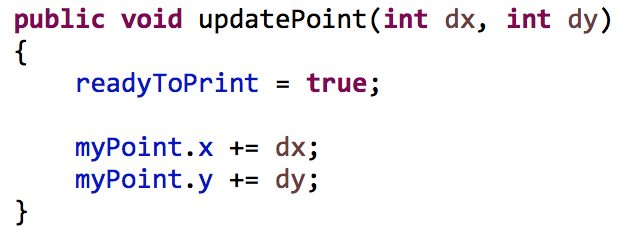 public void updatePoint(int dx, int dy)
{
    readyToPrint = true;

    myPoint.x += dx;
    myPoint.y += dy;
}